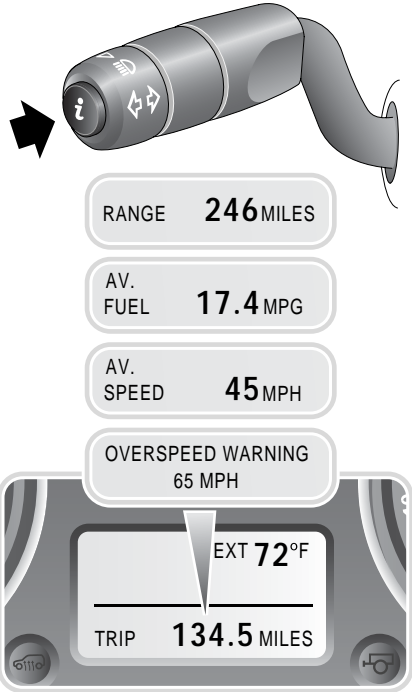 i
RANGE 246 MILES
AV.
FUEL 17.4 MPG
AV.
SPEED 45 MPH
OVERSPEED WARNING
65 MPH
EXT 72°F
TRIP 134.5 MILES